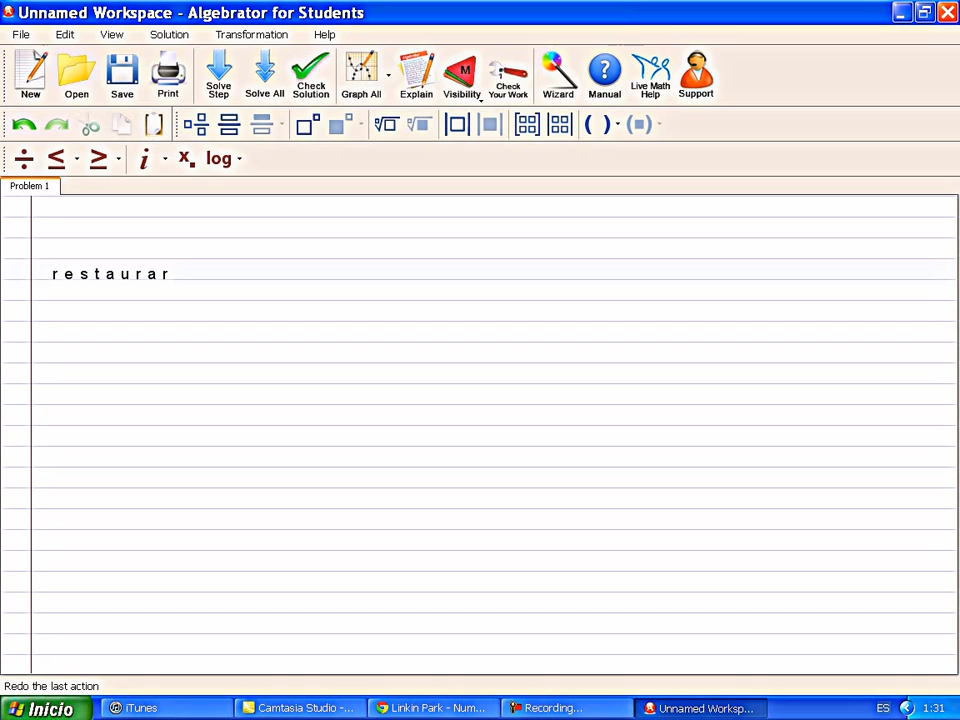 Unnamed Workspace - Algebrator for Students
File Edit View Solution Transformation Help
New Open Save Print Solve Step Solve All Check Solution Graph All Explain Visibility Check Your Work Wizard Manual Live Math Help Support
÷ ≤ ≥ i x. log
Problem 1
restaurar
Redo the last action
Inicio iTunes Camtasia Studio -... Linkin Park - Num... Recording... Unnamed Worksp... ES 1:31